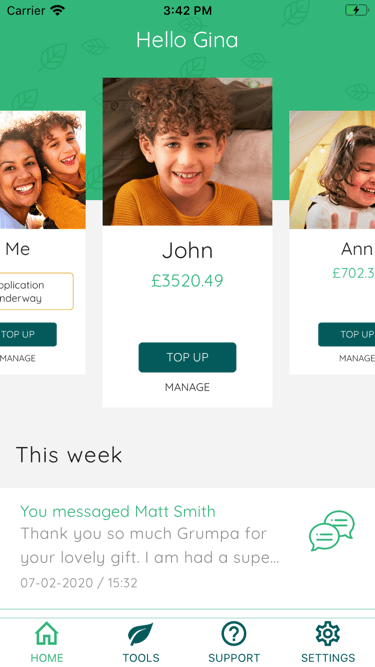 Carrier 3:42 PM
Hello Gina
Me
plication
nderway
TOP UP
MANAGE
John
£3520.49
TOP UP
MANAGE
Ann
£702.3
TOP UP
MANAGE
This week
You messaged Matt Smith
Thank you so much Grumpa for
your lovely gift. I am had a supe...
07-02-2020 / 15:32
HOME TOOLS SUPPORT SETTINGS